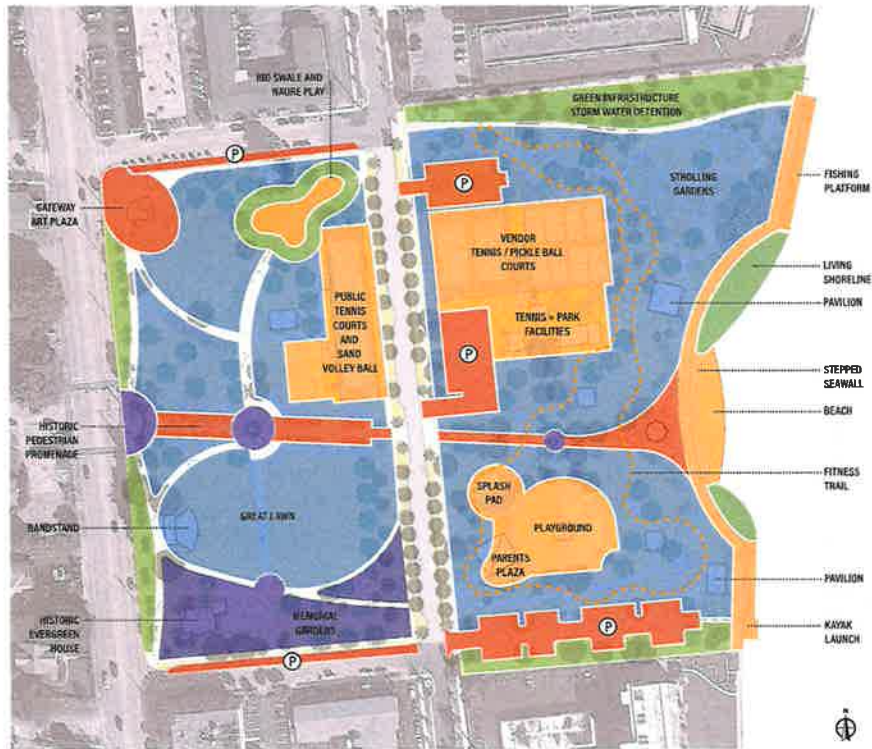 BIO SWALE AND
NAURE PLAY
GREEN INFRASTRUCTURE
STORM WATER DETENTION
P
P
GATEWAY
ART PLAZA
STROLLING
GARDENS
FISHING
PLATFORM
VENDOR
TENNIS / PICKLE BALL
COURTS
LIVING
SHORELINE
PAVILION
PUBLIC
TENNIS
COURTS
AND
SAND
VOLLEY BALL
TENNIS + PARK
FACILITIES
P
STEPPED
SEAWALL
BEACH
HISTORIC
PEDESTRIAN
PROMENADE
FITNESS
TRAIL
SPLASH
PAD
GREAT LAWN
BANDSTAND
PLAYGROUND
PARENTS
PLAZA
PAVILION
HISTORIC
EVERGREEN
HOUSE
MEMORIAL
GARDENS
P
KAYAK
LAUNCH
P
N